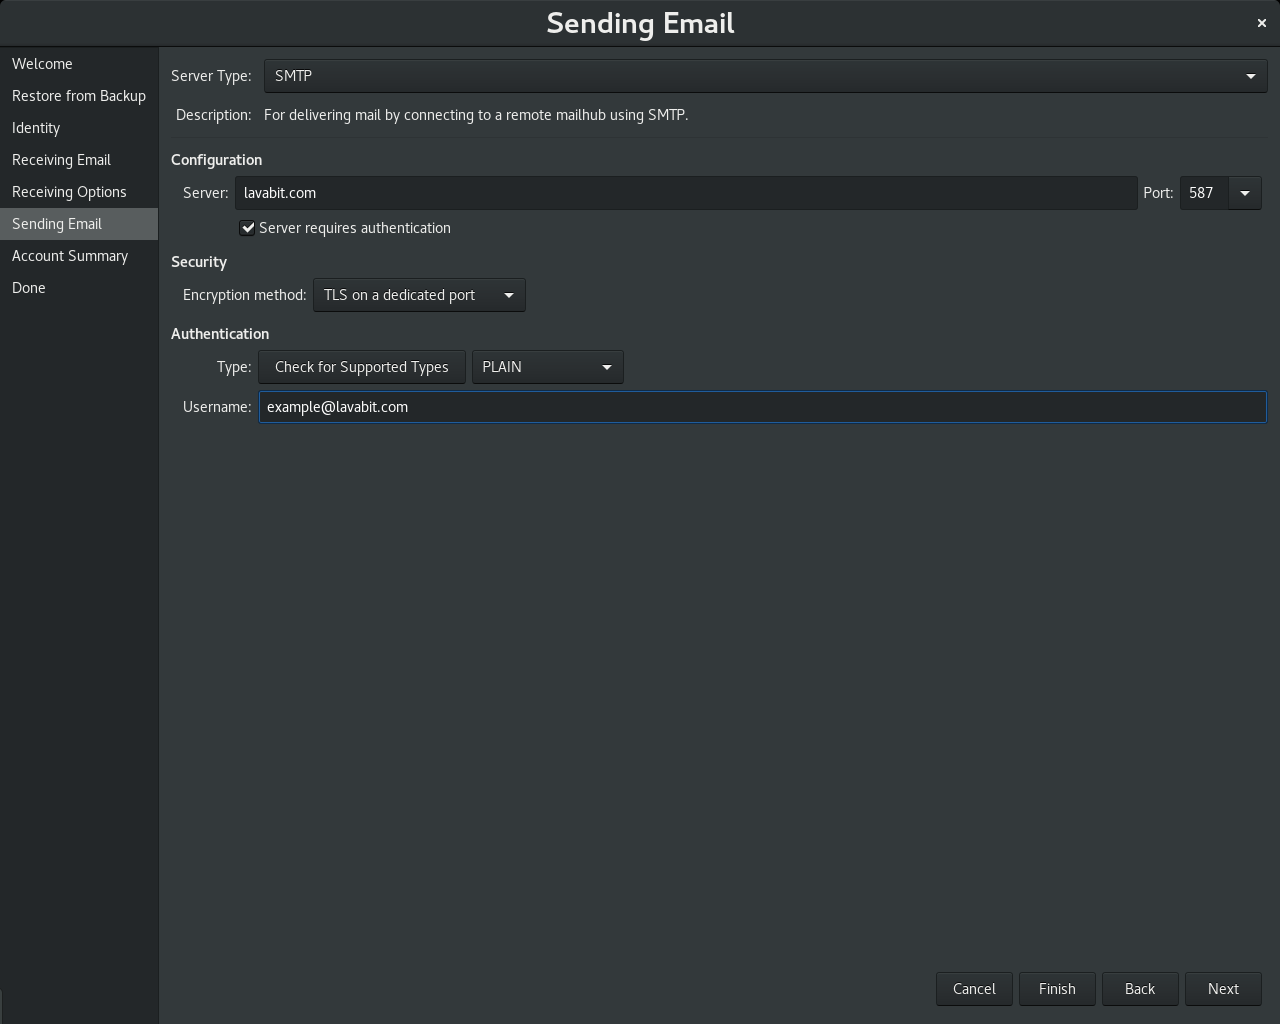 Sending Email
Welcome
Restore from Backup
Identity
Receiving Email
Receiving Options
Sending Email
Account Summary
Done
Server Type: SMTP
Description: For delivering mail by connecting to a remote mailhub using SMTP.
Configuration
Server: lavabit.com Port: 587
Server requires authentication
Security
Encryption method: TLS on a dedicated port
Authentication
Type: Check for Supported Types PLAIN
Username: example@lavabit.com
Cancel Finish Back Next